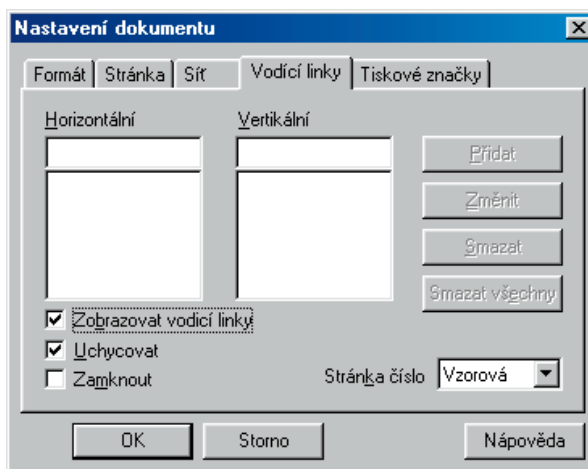 Nastavení dokumentu
Formát Stránka Síť Vodící linky Tiskové značky
Horizontální Vertikální
Přidat
Změnit
Smazat
Smazat všechny
Zobrazovat vodicí linky
Uchycovat
Zamknout
Stránka číslo Vzorová
OK Storno Nápověda